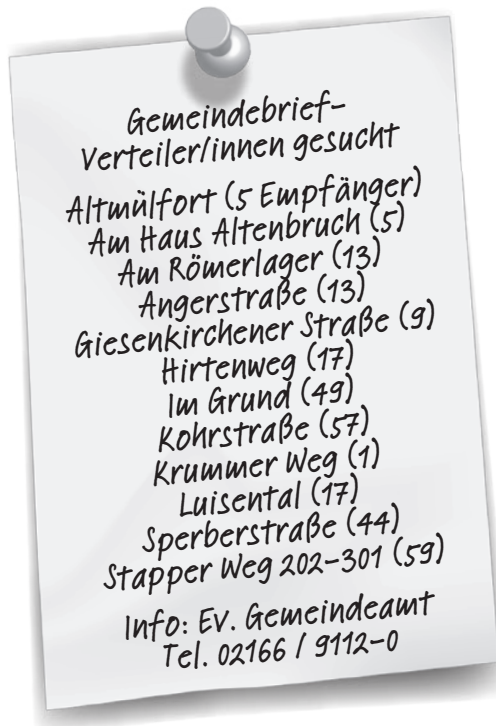 Gemeindebrief-
Verteiler/innen gesucht
Altmülfort (5 Empfänger)
Am Haus Altenbruch (5)
Am Römerlager (13)
Angerstraße (13)
Giesenkirchener Straße (9)
Hirtenweg (17)
Im Grund (49)
Kohrstraße (57)
Krummer Weg (1)
Luisental (17)
Sperberstraße (44)
Stapper Weg 202-301 (59)
Info: Ev. Gemeindeamt
Tel. 02166 / 9112-0